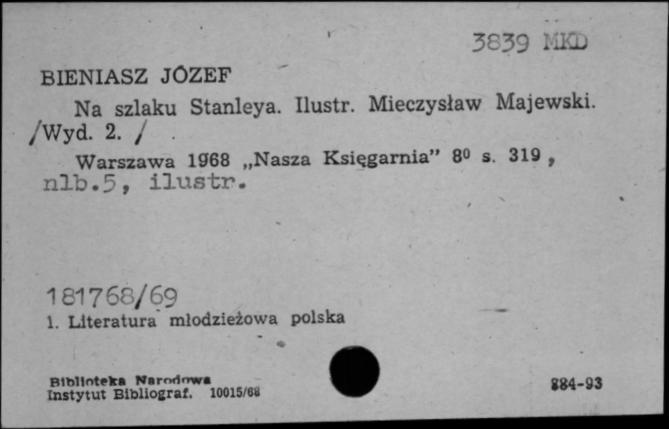 3839 MKD
BIENIASZ JÓZEF
Na szlaku Stanleya. Ilustr. Mieczysław Majewski.
/Wyd. 2. / .
Warszawa 1968 „Nasza Księgarnia” 8⁰ s. 319 ,
nlb.5, ilustr.
181768/69
1. Literatura młodzieżowa polska
Biblioteka Narodowa
Instytut Bibliograf. 10015/68
884-93